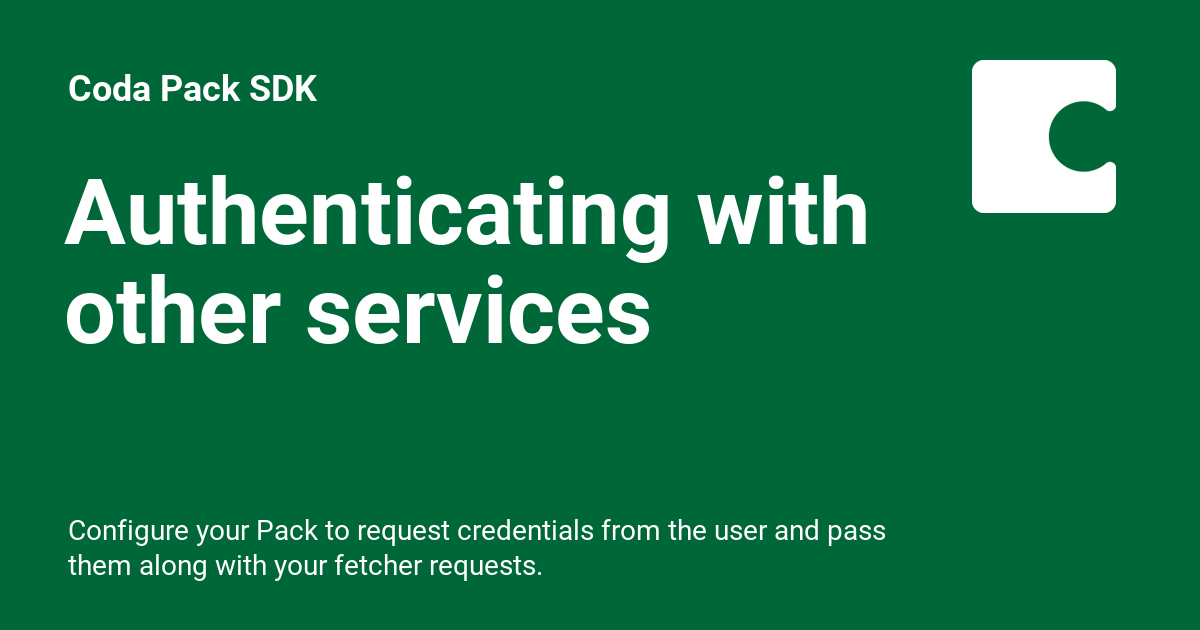 Coda Pack SDK
Authenticating with
other services
Configure your Pack to request credentials from the user and pass
them along with your fetcher requests.